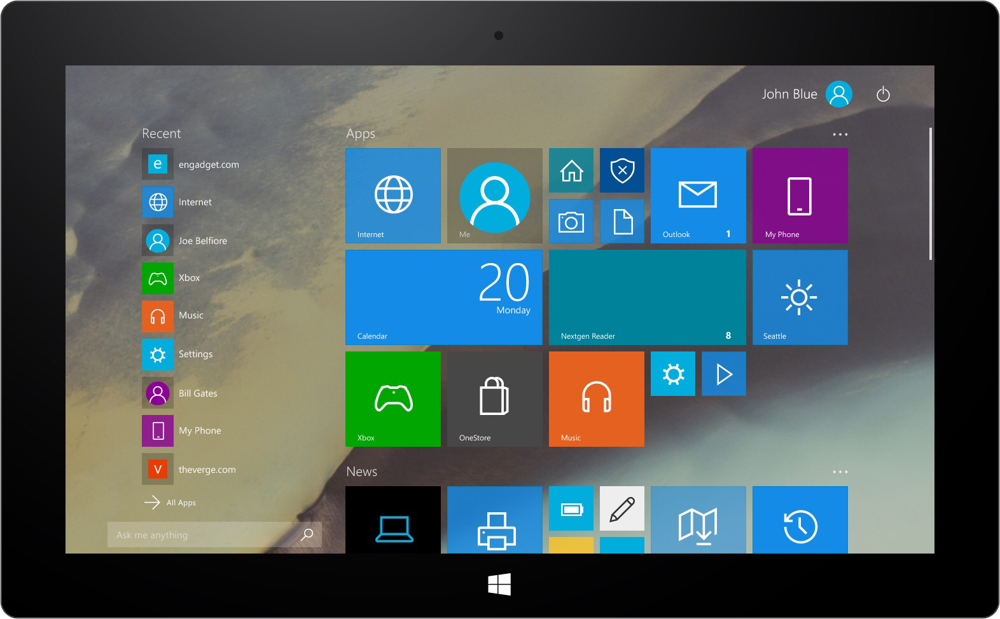 John Blue
Recent
e engadget.com
Internet
Joe Belfiore
Xbox
Music
Settings
Bill Gates
My Phone
V theverge.com
All Apps
Ask me anything
Apps
Internet
Me
Outlook 1
My Phone
20
Monday
Calendar
Nextgen Reader 8
Seattle
Xbox
OneStore
Music
News